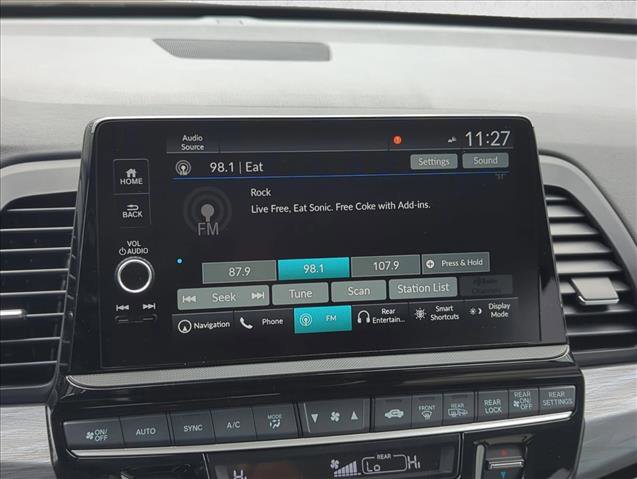 Audio
Source
11:27
98.1 | Eat
Settings
Sound
HOME
Rock
Live Free, Eat Sonic. Free Coke with Add-ins.
BACK
FM
VOL
AUDIO
87.9
98.1
107.9
Press & Hold
Seek
Tune
Scan
Station List
Channels
Navigation
Phone
FM
Rear
Entertain...
Smart
Shortcuts
Display
Mode
ON/
OFF
AUTO
SYNC
A/C
MODE
FRONT
REAR
REAR
LOCK
REAR
ON/
OFF
REAR
SETTINGS
Hi
REAR
Lo
Hi